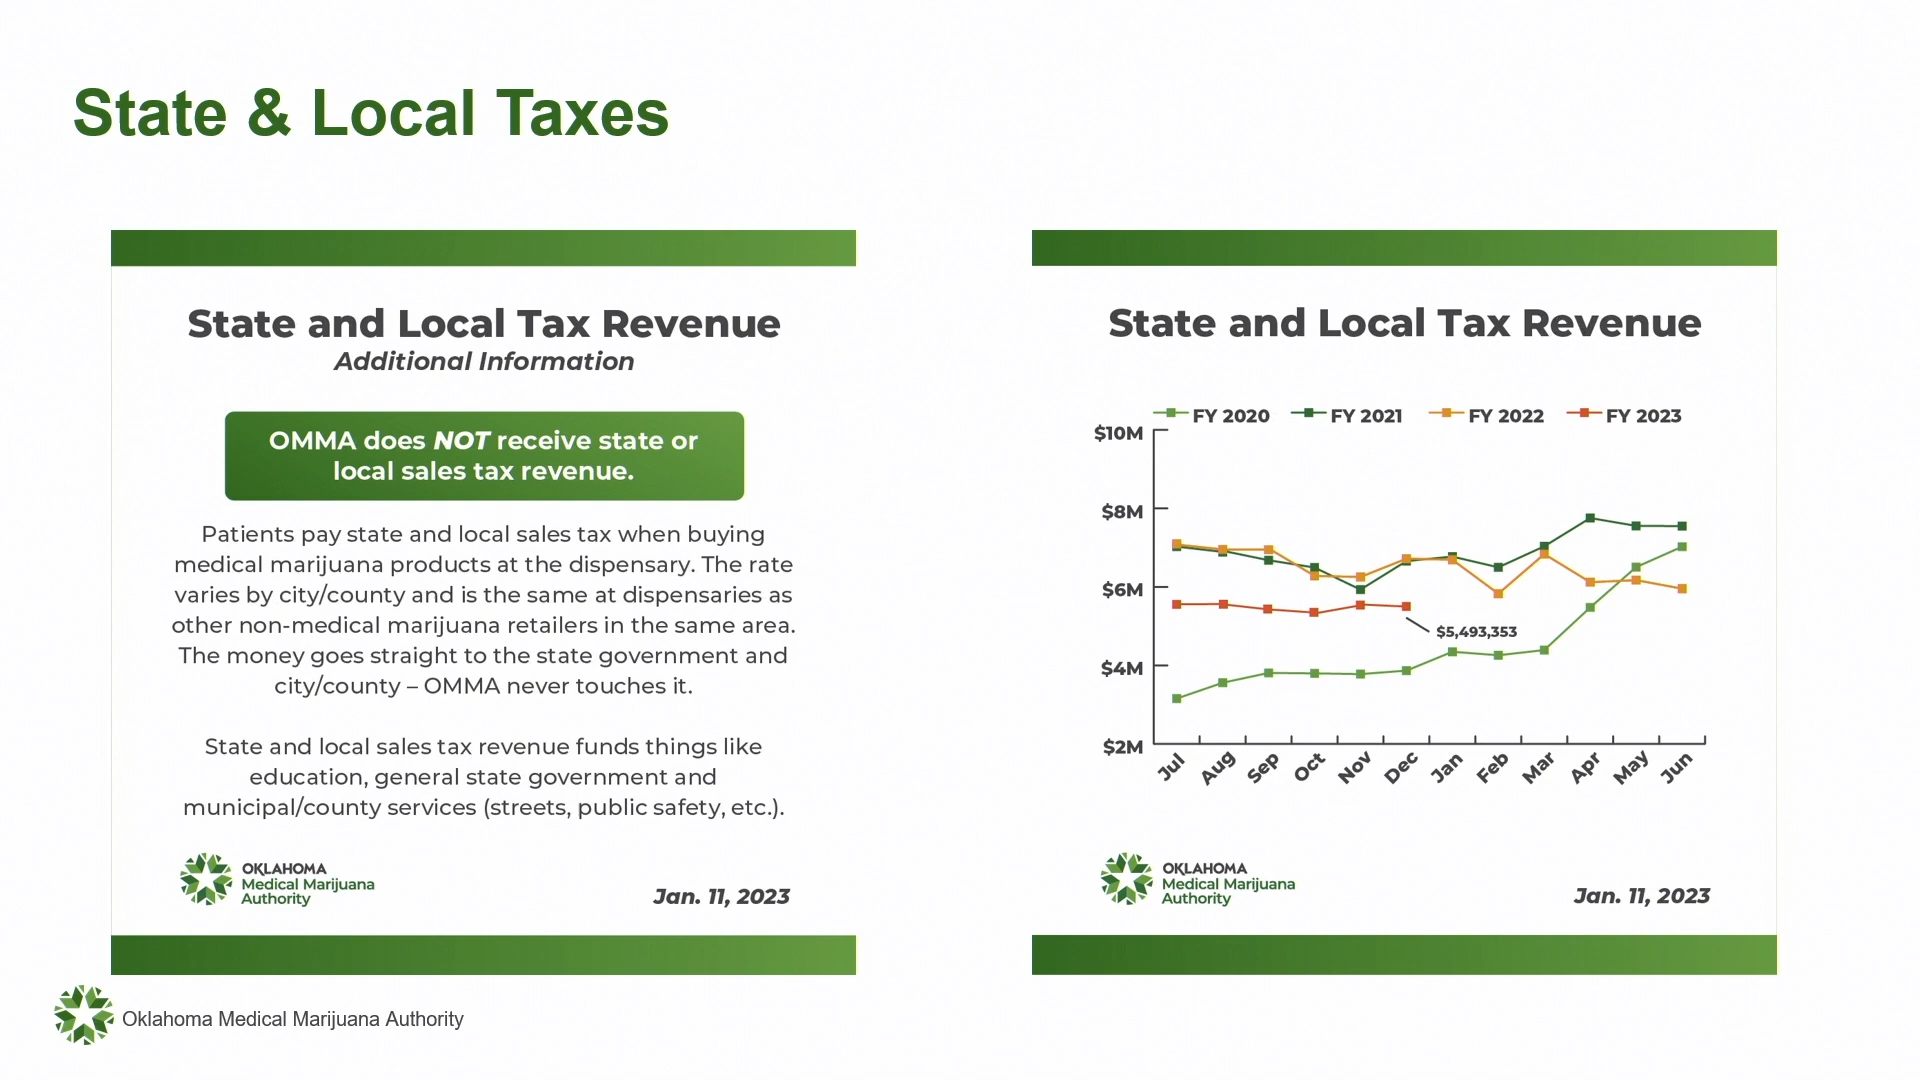 State & Local Taxes
State and Local Tax Revenue
Additional Information
OMMA does NOT receive state or
local sales tax revenue.
Patients pay state and local sales tax when buying
medical marijuana products at the dispensary. The rate
varies by city/county and is the same at dispensaries as
other non-medical marijuana retailers in the same area.
The money goes straight to the state government and
city/county – OMMA never touches it.
State and local sales tax revenue funds things like
education, general state government and
municipal/county services (streets, public safety, etc.).
OKLAHOMA
Medical Marijuana
Authority
Jan. 11, 2023
State and Local Tax Revenue
FY 2020 FY 2021 FY 2022 FY 2023
$10M
$8M
$6M
$5,493,353
$4M
$2M
Jul Aug Sep Oct Nov Dec Jan Feb Mar Apr May Jun
OKLAHOMA
Medical Marijuana
Authority
Jan. 11, 2023
Oklahoma Medical Marijuana Authority